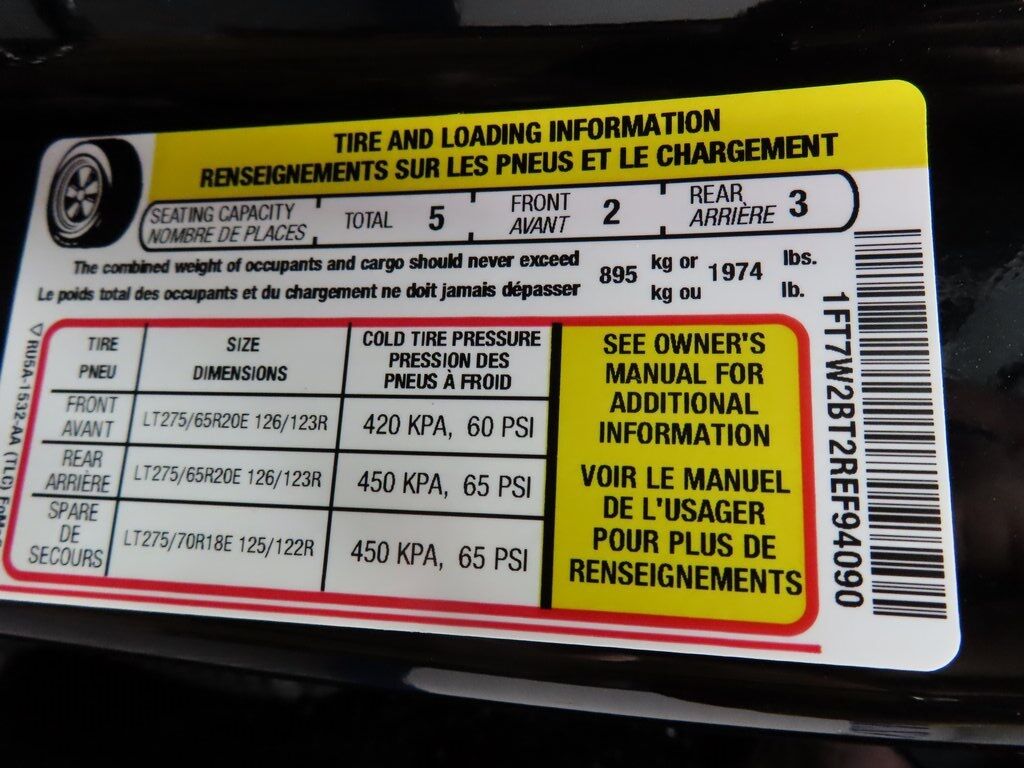 TIRE AND LOADING INFORMATION
RENSEIGNEMENTS SUR LES PNEUS ET LE CHARGEMENT
SEATING CAPACITY TOTAL 5 FRONT 2 REAR 3
NOMBRE DE PLACES AVANT ARRIÈRE
The combined weight of occupants and cargo should never exceed 895 kg or 1974 lbs.
Le poids total des occupants et du chargement ne doit jamais dépasser kg ou lb.
TIRE SIZE COLD TIRE PRESSURE
PNEU DIMENSIONS PRESSION DES
PNEUS À FROID
FRONT
AVANT LT275/65R20E 126/123R 420 KPA, 60 PSI
REAR
ARRIÈRE LT275/65R20E 126/123R 450 KPA, 65 PSI
SPARE
DE
SECOURS LT275/70R18E 125/122R 450 KPA, 65 PSI
SEE OWNER'S
MANUAL FOR
ADDITIONAL
INFORMATION
VOIR LE MANUEL
DE L'USAGER
POUR PLUS DE
RENSEIGNEMENTS
1FT7W2BT2REF94090
RU5A-1532-AA (TLC)